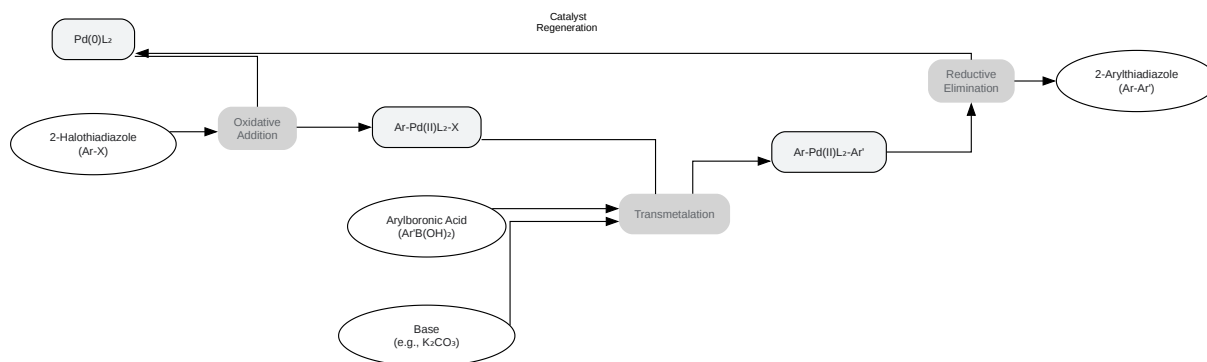 Catalyst
Regeneration
Pd(0)L₂
Reductive
Elimination
2-Arylthiadiazole
(Ar-Ar')
2-Halothiadiazole
(Ar-X)
Oxidative
Addition
Ar-Pd(II)L₂-X
Ar-Pd(II)L₂-Ar'
Arylboronic Acid
(Ar'B(OH)₂)
Transmetalation
Base
(e.g., K₂CO₃)